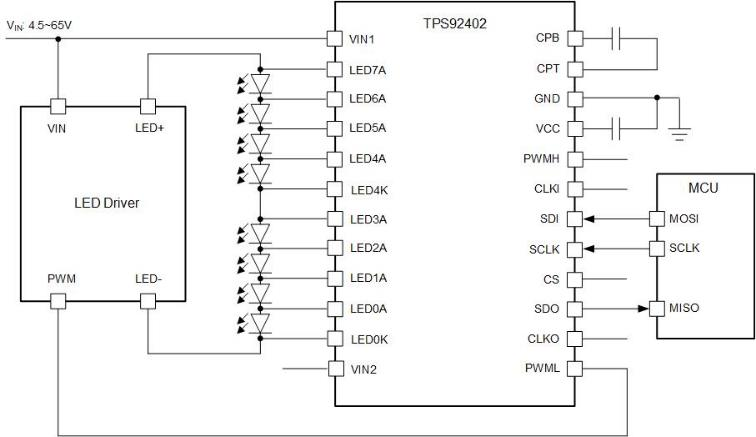 V_IN: 4.5~65V
TPS92402
VIN1
LED7A
LED6A
LED5A
LED4A
LED4K
LED3A
LED2A
LED1A
LED0A
LED0K
VIN2
CPB
CPT
GND
VCC
PWMH
CLKI
SDI
SCLK
CS
SDO
CLKO
PWML
VIN
LED+
LED Driver
PWM
LED-
MCU
MOSI
SCLK
MISO